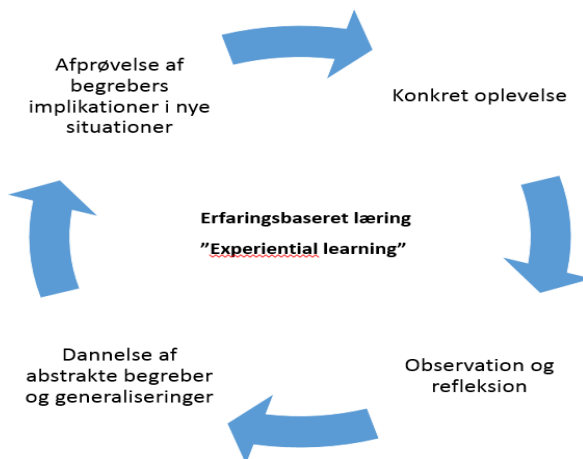 Afprøvelse af
begrebers
implikationer i nye
situationer
Konkret oplevelse
Erfaringsbaseret læring
”Experiential learning”
Dannelse af
abstrakte begreber
og generaliseringer
Observation og
refleksion